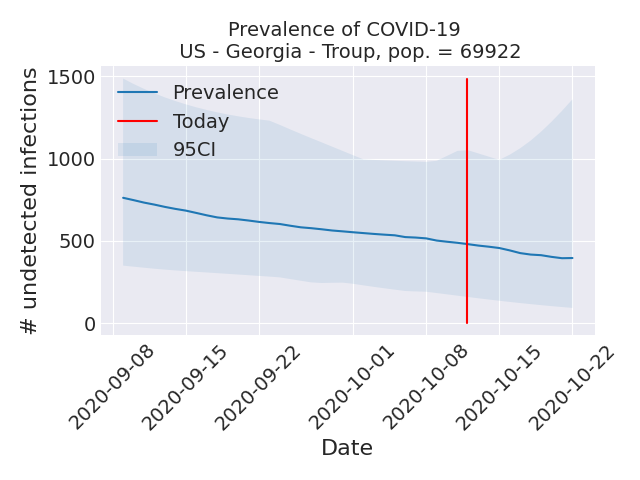 Prevalence of COVID-19
US - Georgia - Troup, pop. = 69922
# undetected infections
1500
1000
500
0
Prevalence
Today
95CI
2020-09-08
2020-09-15
2020-09-22
2020-10-01
2020-10-08
2020-10-15
2020-10-22
Date